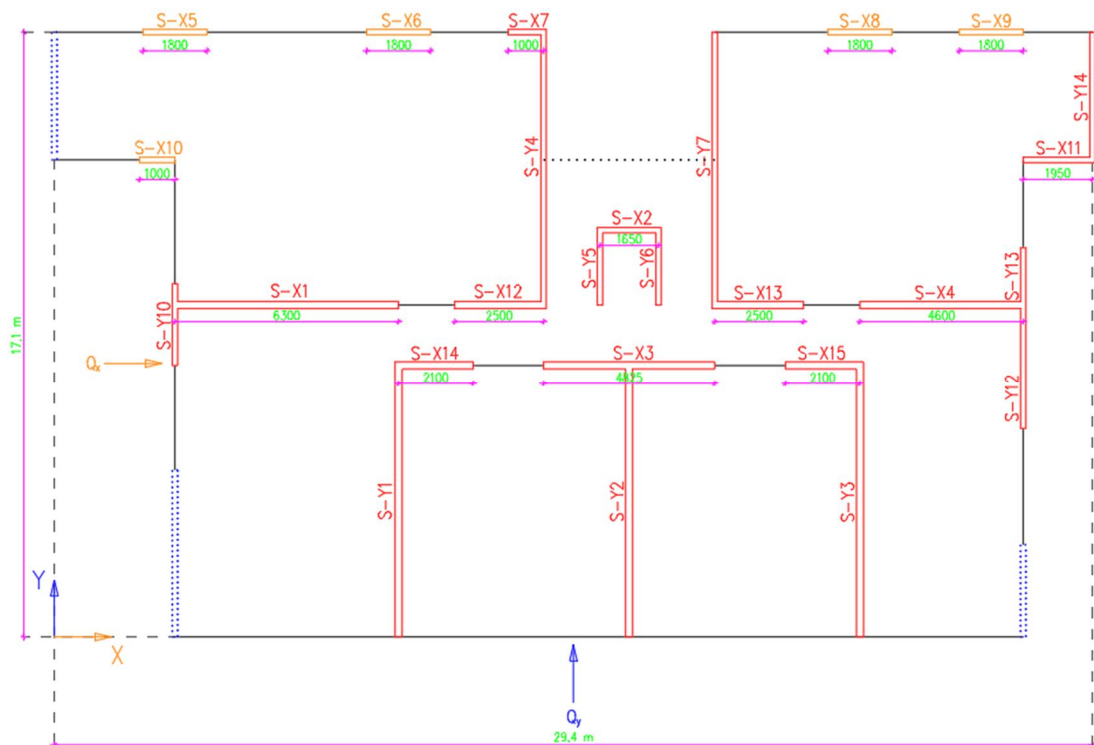 S-X5
S-X6
S-X7
S-X8
S-X9
1800
1800
1000
1800
1800
S-Y14
S-Y4
S-Y7
S-X10
S-X11
1000
1950
S-X2
1650
S-Y5
S-Y6
S-Y13
S-X1
S-X12
S-X13
S-X4
6300
2500
2500
4600
S-Y10
17.1 m
Qx
S-X14
S-X3
S-X15
2100
4825
2100
S-Y12
S-Y1
S-Y2
S-Y3
Y
X
Qy
29.4 m